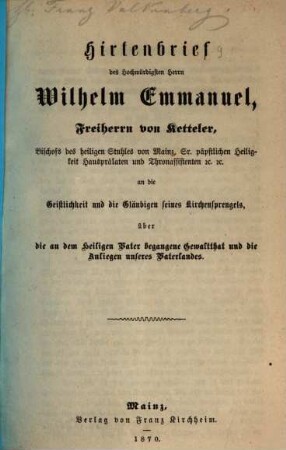 Hirtenbrief
des Hochwürdigsten Herrn
Wilhelm Emmanuel,
Freiherrn von Ketteler,
Bischofs des heiligen Stuhles von Mainz, Sr. päpstlichen Heilig-
keit Hausprälaten und Thronassistenten ꝛc. ꝛc.
an die
Geistlichkeit und die Gläubigen seines Kirchensprengels,
über
die an dem Heiligen Vater begangene Gewaltthat und die
Anliegen unseres Vaterlandes.
Mainz,
Verlag von Franz Kirchheim.
1870.